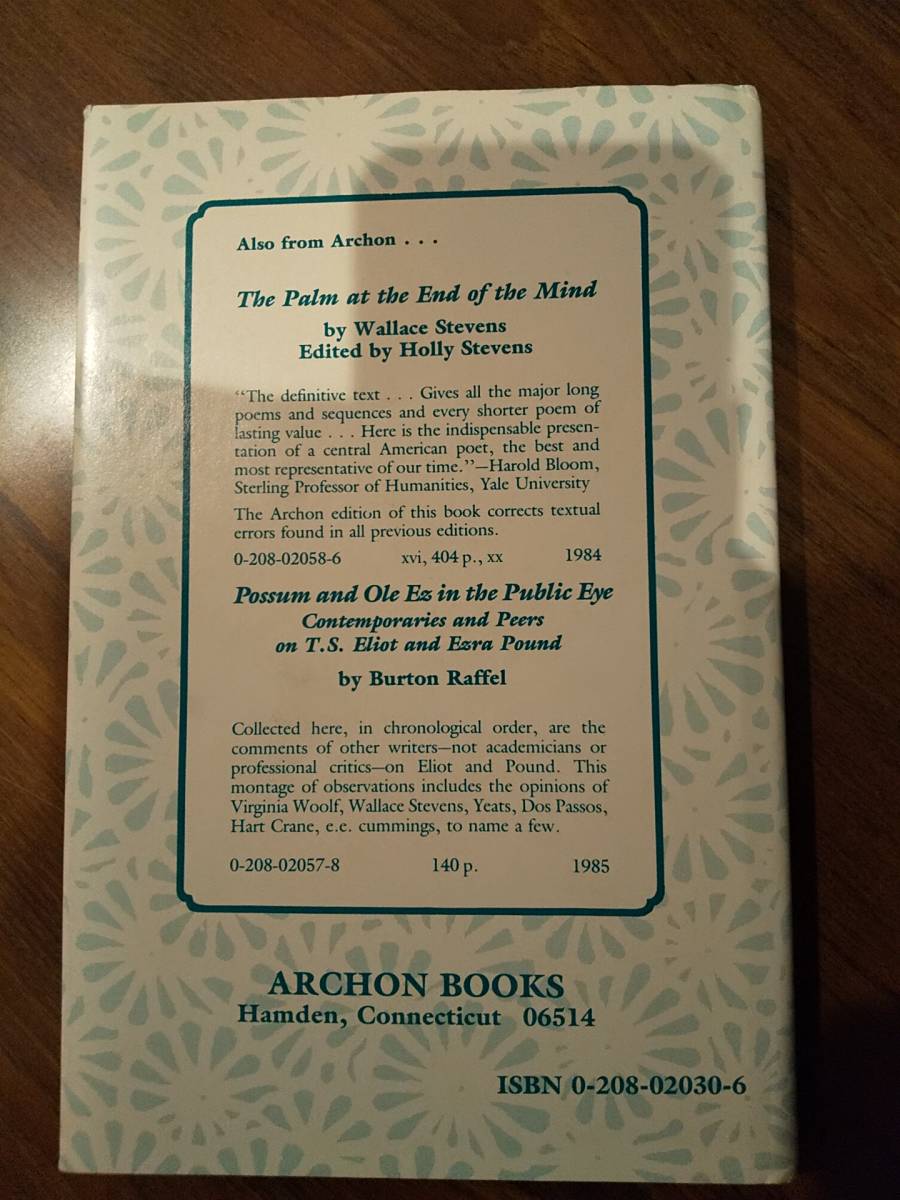 Also from Archon . . .
The Palm at the End of the Mind
by Wallace Stevens
Edited by Holly Stevens
“The definitive text . . . Gives all the major long
poems and sequences and every shorter poem of
lasting value . . . Here is the indispensable presen-
tation of a central American poet, the best and
most representative of our time.”—Harold Bloom,
Sterling Professor of Humanities, Yale University
The Archon edition of this book corrects textual
errors found in all previous editions.
0-208-02058-6 xvi, 404 p., xx 1984
Possum and Ole Ez in the Public Eye
Contemporaries and Peers
on T.S. Eliot and Ezra Pound
by Burton Raffel
Collected here, in chronological order, are the
comments of other writers—not academicians or
professional critics—on Eliot and Pound. This
montage of observations includes the opinions of
Virginia Woolf, Wallace Stevens, Yeats, Dos Passos,
Hart Crane, e.e. cummings, to name a few.
0-208-02057-8 140 p. 1985
ARCHON BOOKS
Hamden, Connecticut 06514
ISBN 0-208-02030-6